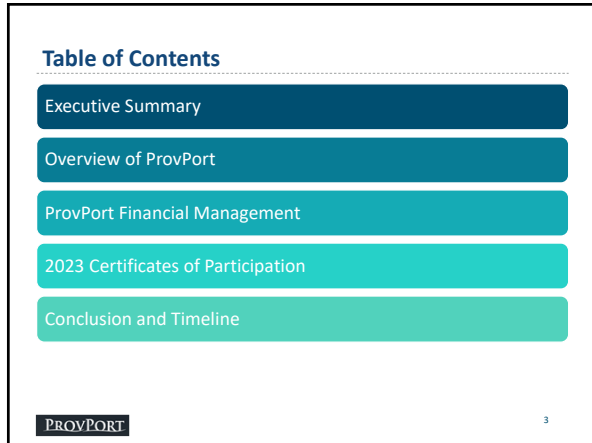 Table of Contents
Executive Summary
Overview of ProvPort
ProvPort Financial Management
2023 Certificates of Participation
Conclusion and Timeline
PROVPORT
3